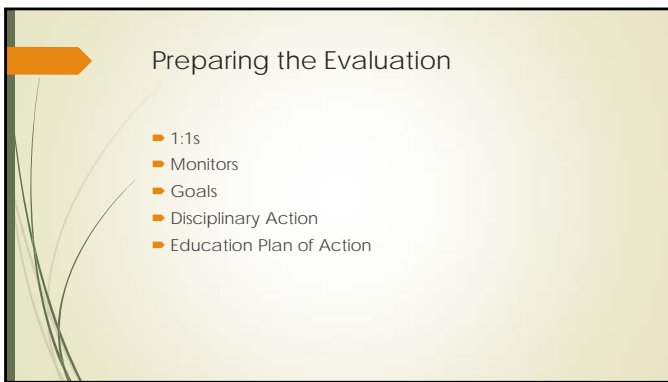 Preparing the Evaluation
1:1s
Monitors
Goals
Disciplinary Action
Education Plan of Action